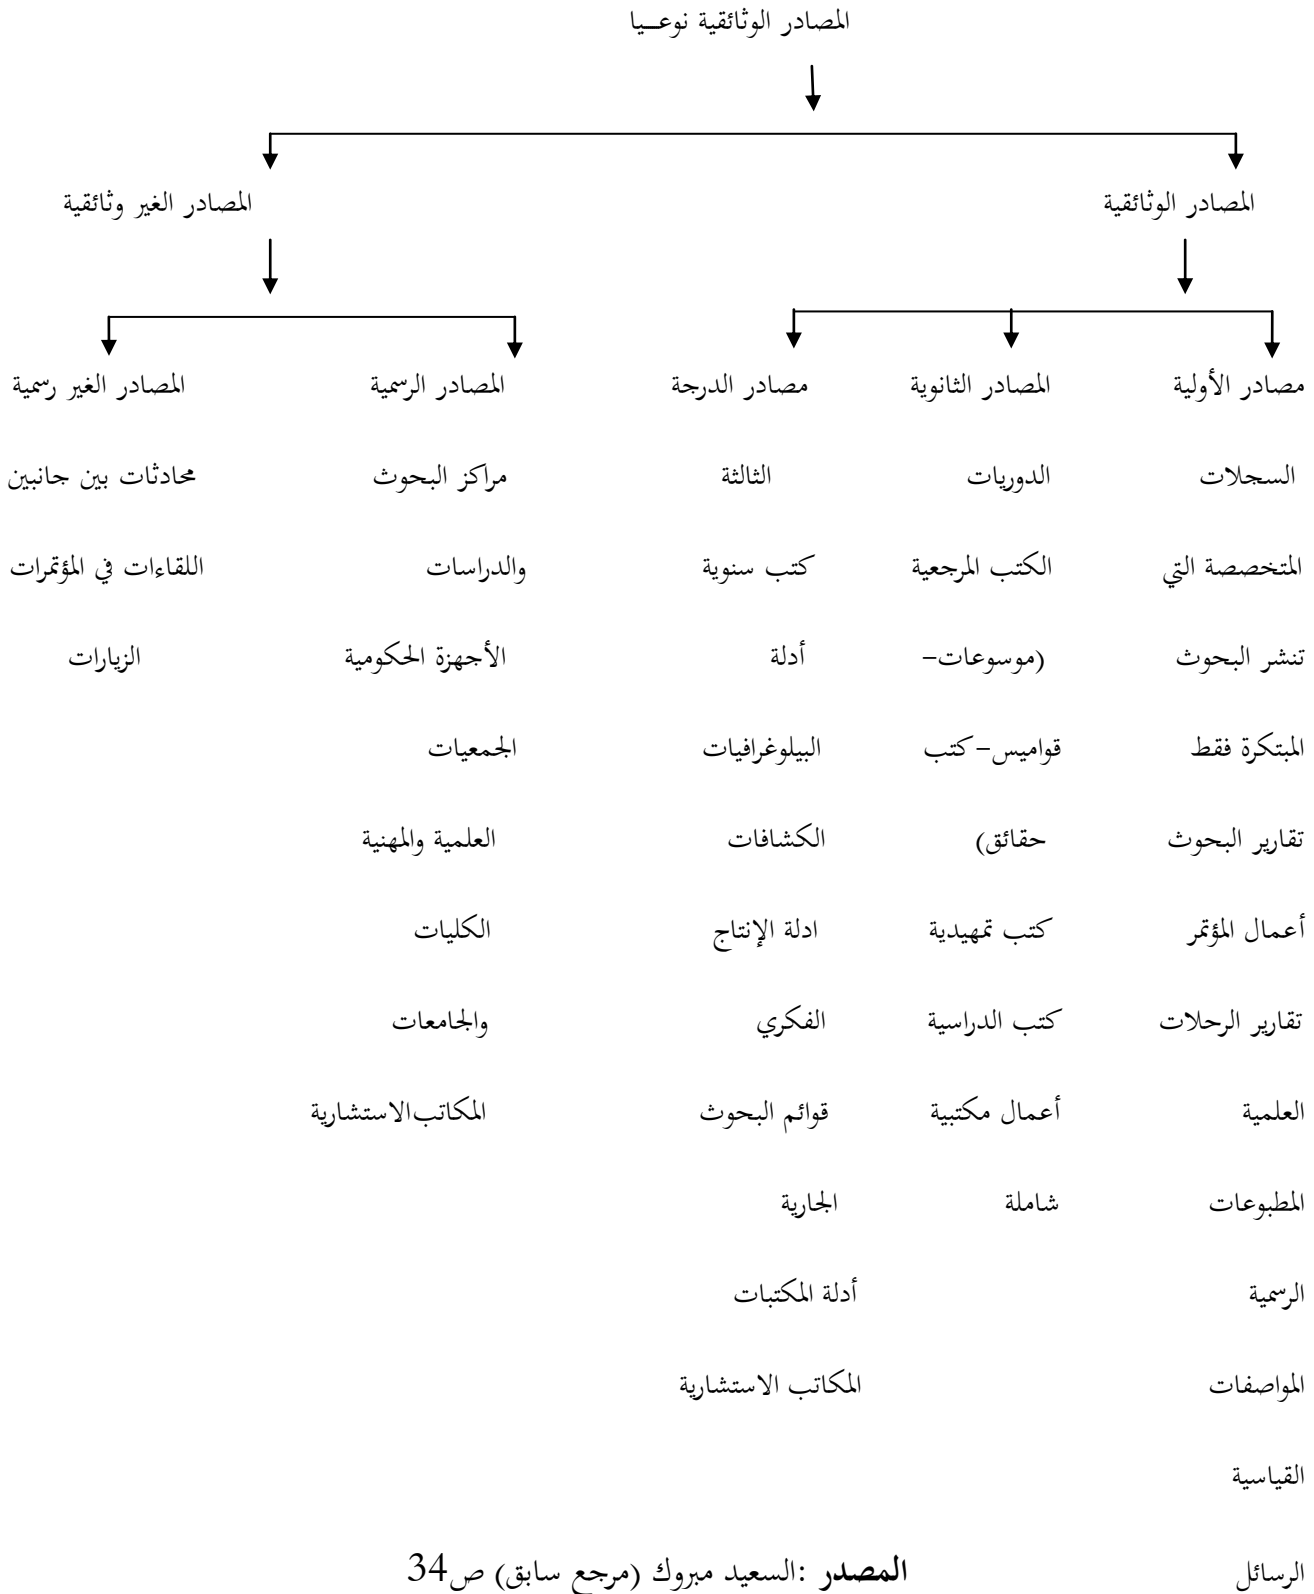 المصادر الوثائقية نوعـيا
المصادر الوثائقية المصادر الغير وثائقية
مصادر الأولية المصادر الثانوية مصادر الدرجة المصادر الرسمية المصادر الغير رسمية
السجلات الدوريات الثالثة مراكز البحوث محادثات بين جانبين
المتخصصة التي الكتب المرجعية كتب سنوية والدراسات اللقاءات في المؤتمرات
تنشر البحوث (موسوعات- أدلة الأجهزة الحكومية الزيارات
المبتكرة فقط قواميس-كتب البيلوغرافيات الجمعيات
تقارير البحوث حقائق) الكشافات العلمية والمهنية
أعمال المؤتمر كتب تمهيدية ادلة الإنتاج الكليات
تقارير الرحلات كتب الدراسية الفكري والجامعات
العلمية أعمال مكتبية قوائم البحوث المكاتب الاستشارية
المطبوعات شاملة الجارية
الرسمية أدلة المكتبات
المواصفات المكاتب الاستشارية
القياسية
الرسائل المصدر :السعيد مبروك (مرجع سابق) ص34